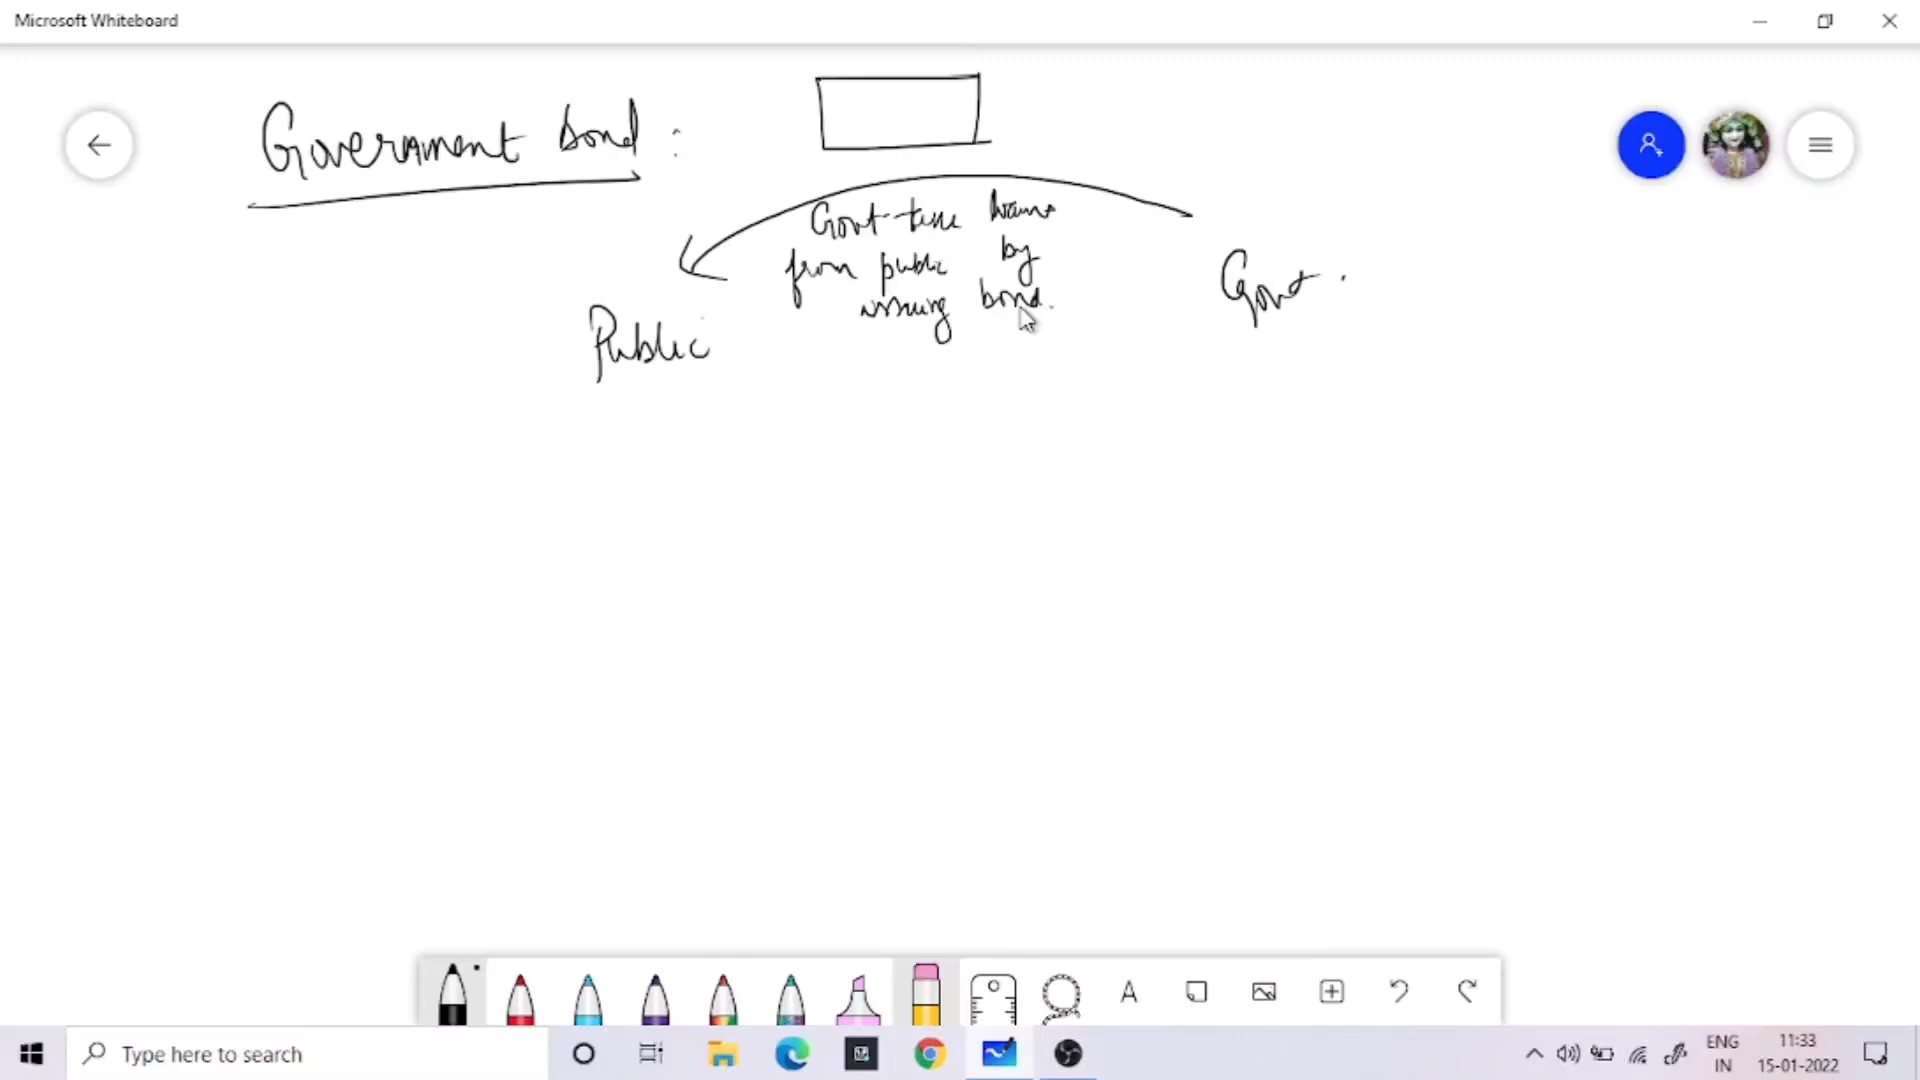 Microsoft Whiteboard
Government bond :
Govt take loans
from public by
issuing bond.
Govt.
Public
Type here to search
ENG
IN
11:33
15-01-2022